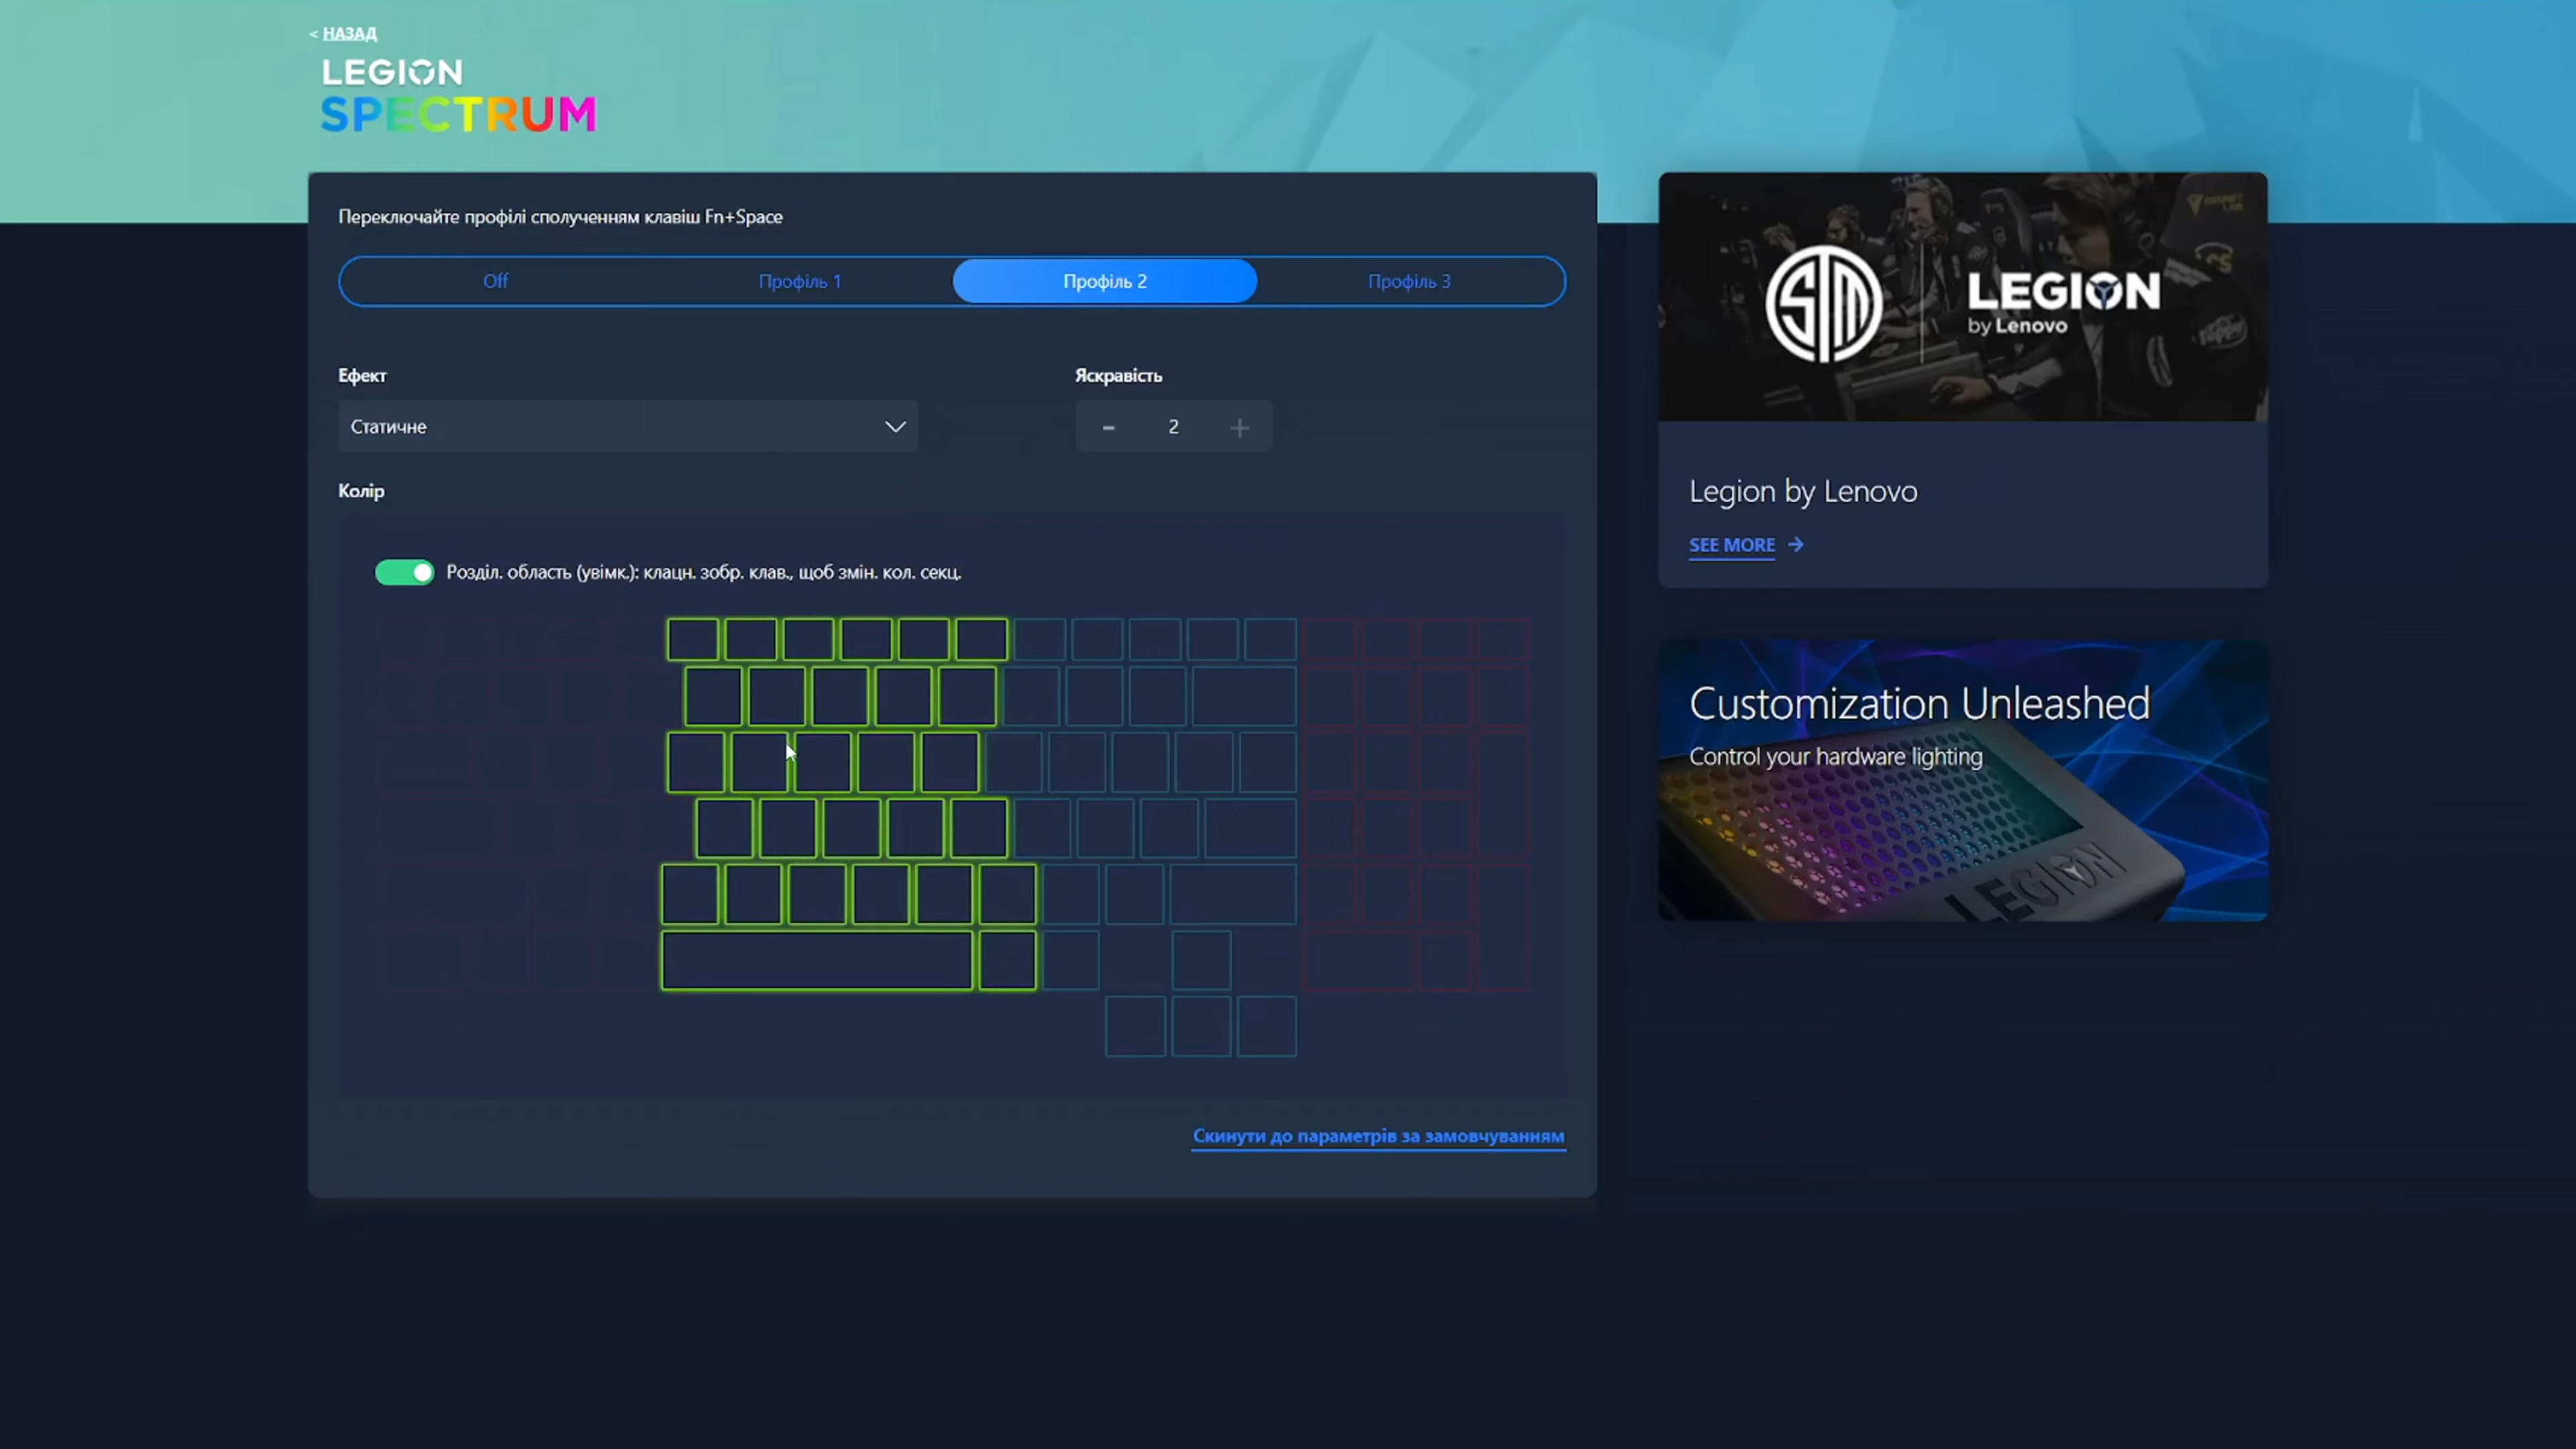 < НАЗАД
LEGION
SPECTRUM
Переключайте профілі сполученням клавіш Fn+Space
Off
Профіль 1
Профіль 2
Профіль 3
Ефект
Яскравість
Статичне
- 2 +
Колір
Розділ. область (увімк.): клацн. зобр. клав., щоб змін. кол. секц.
Скинути до параметрів за замовчуванням
TSM
LEGION
by Lenovo
Legion by Lenovo
SEE MORE →
Customization Unleashed
Control your hardware lighting
LEGION